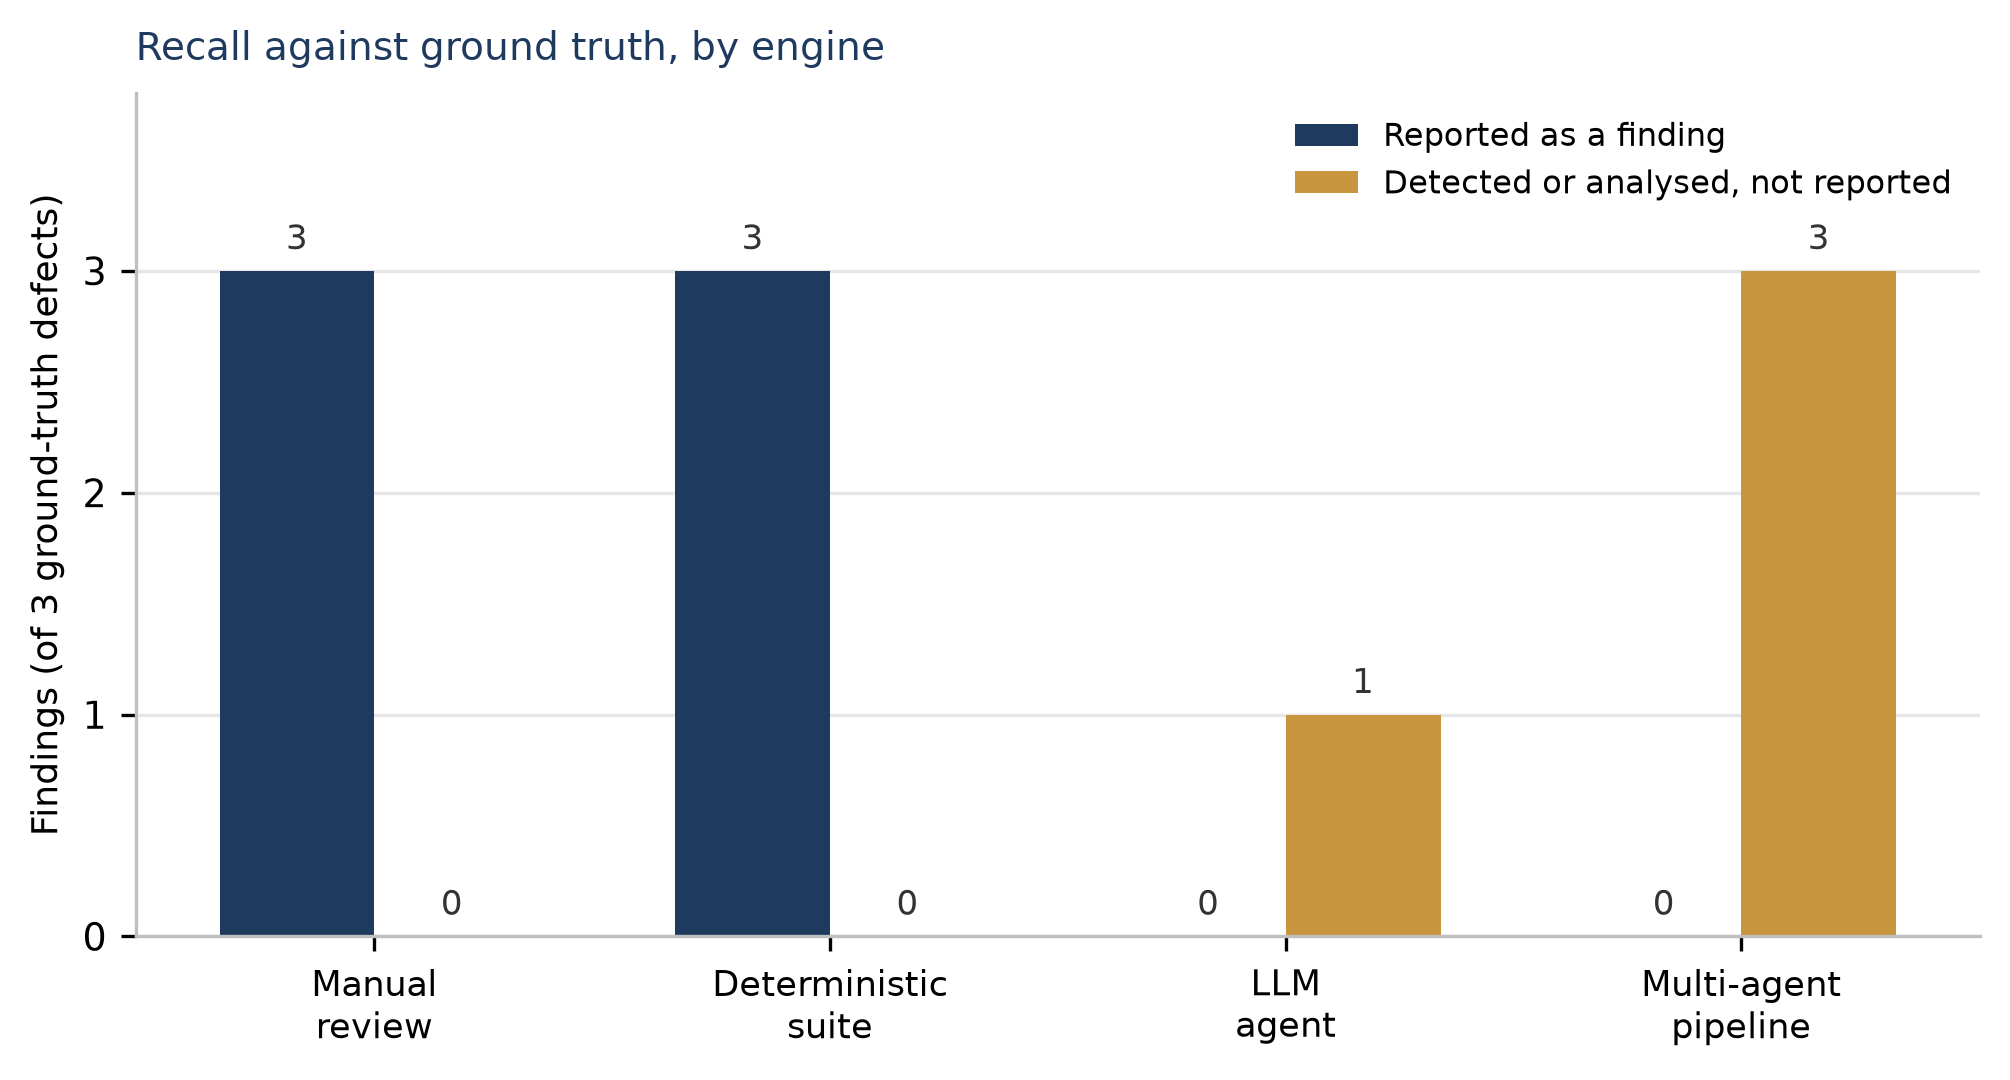 Recall against ground truth, by engine
Reported as a finding
Detected or analysed, not reported
Findings (of 3 ground-truth defects)
3
2
1
0
3
0
3
0
0
1
0
3
Manual
review
Deterministic
suite
LLM
agent
Multi-agent
pipeline